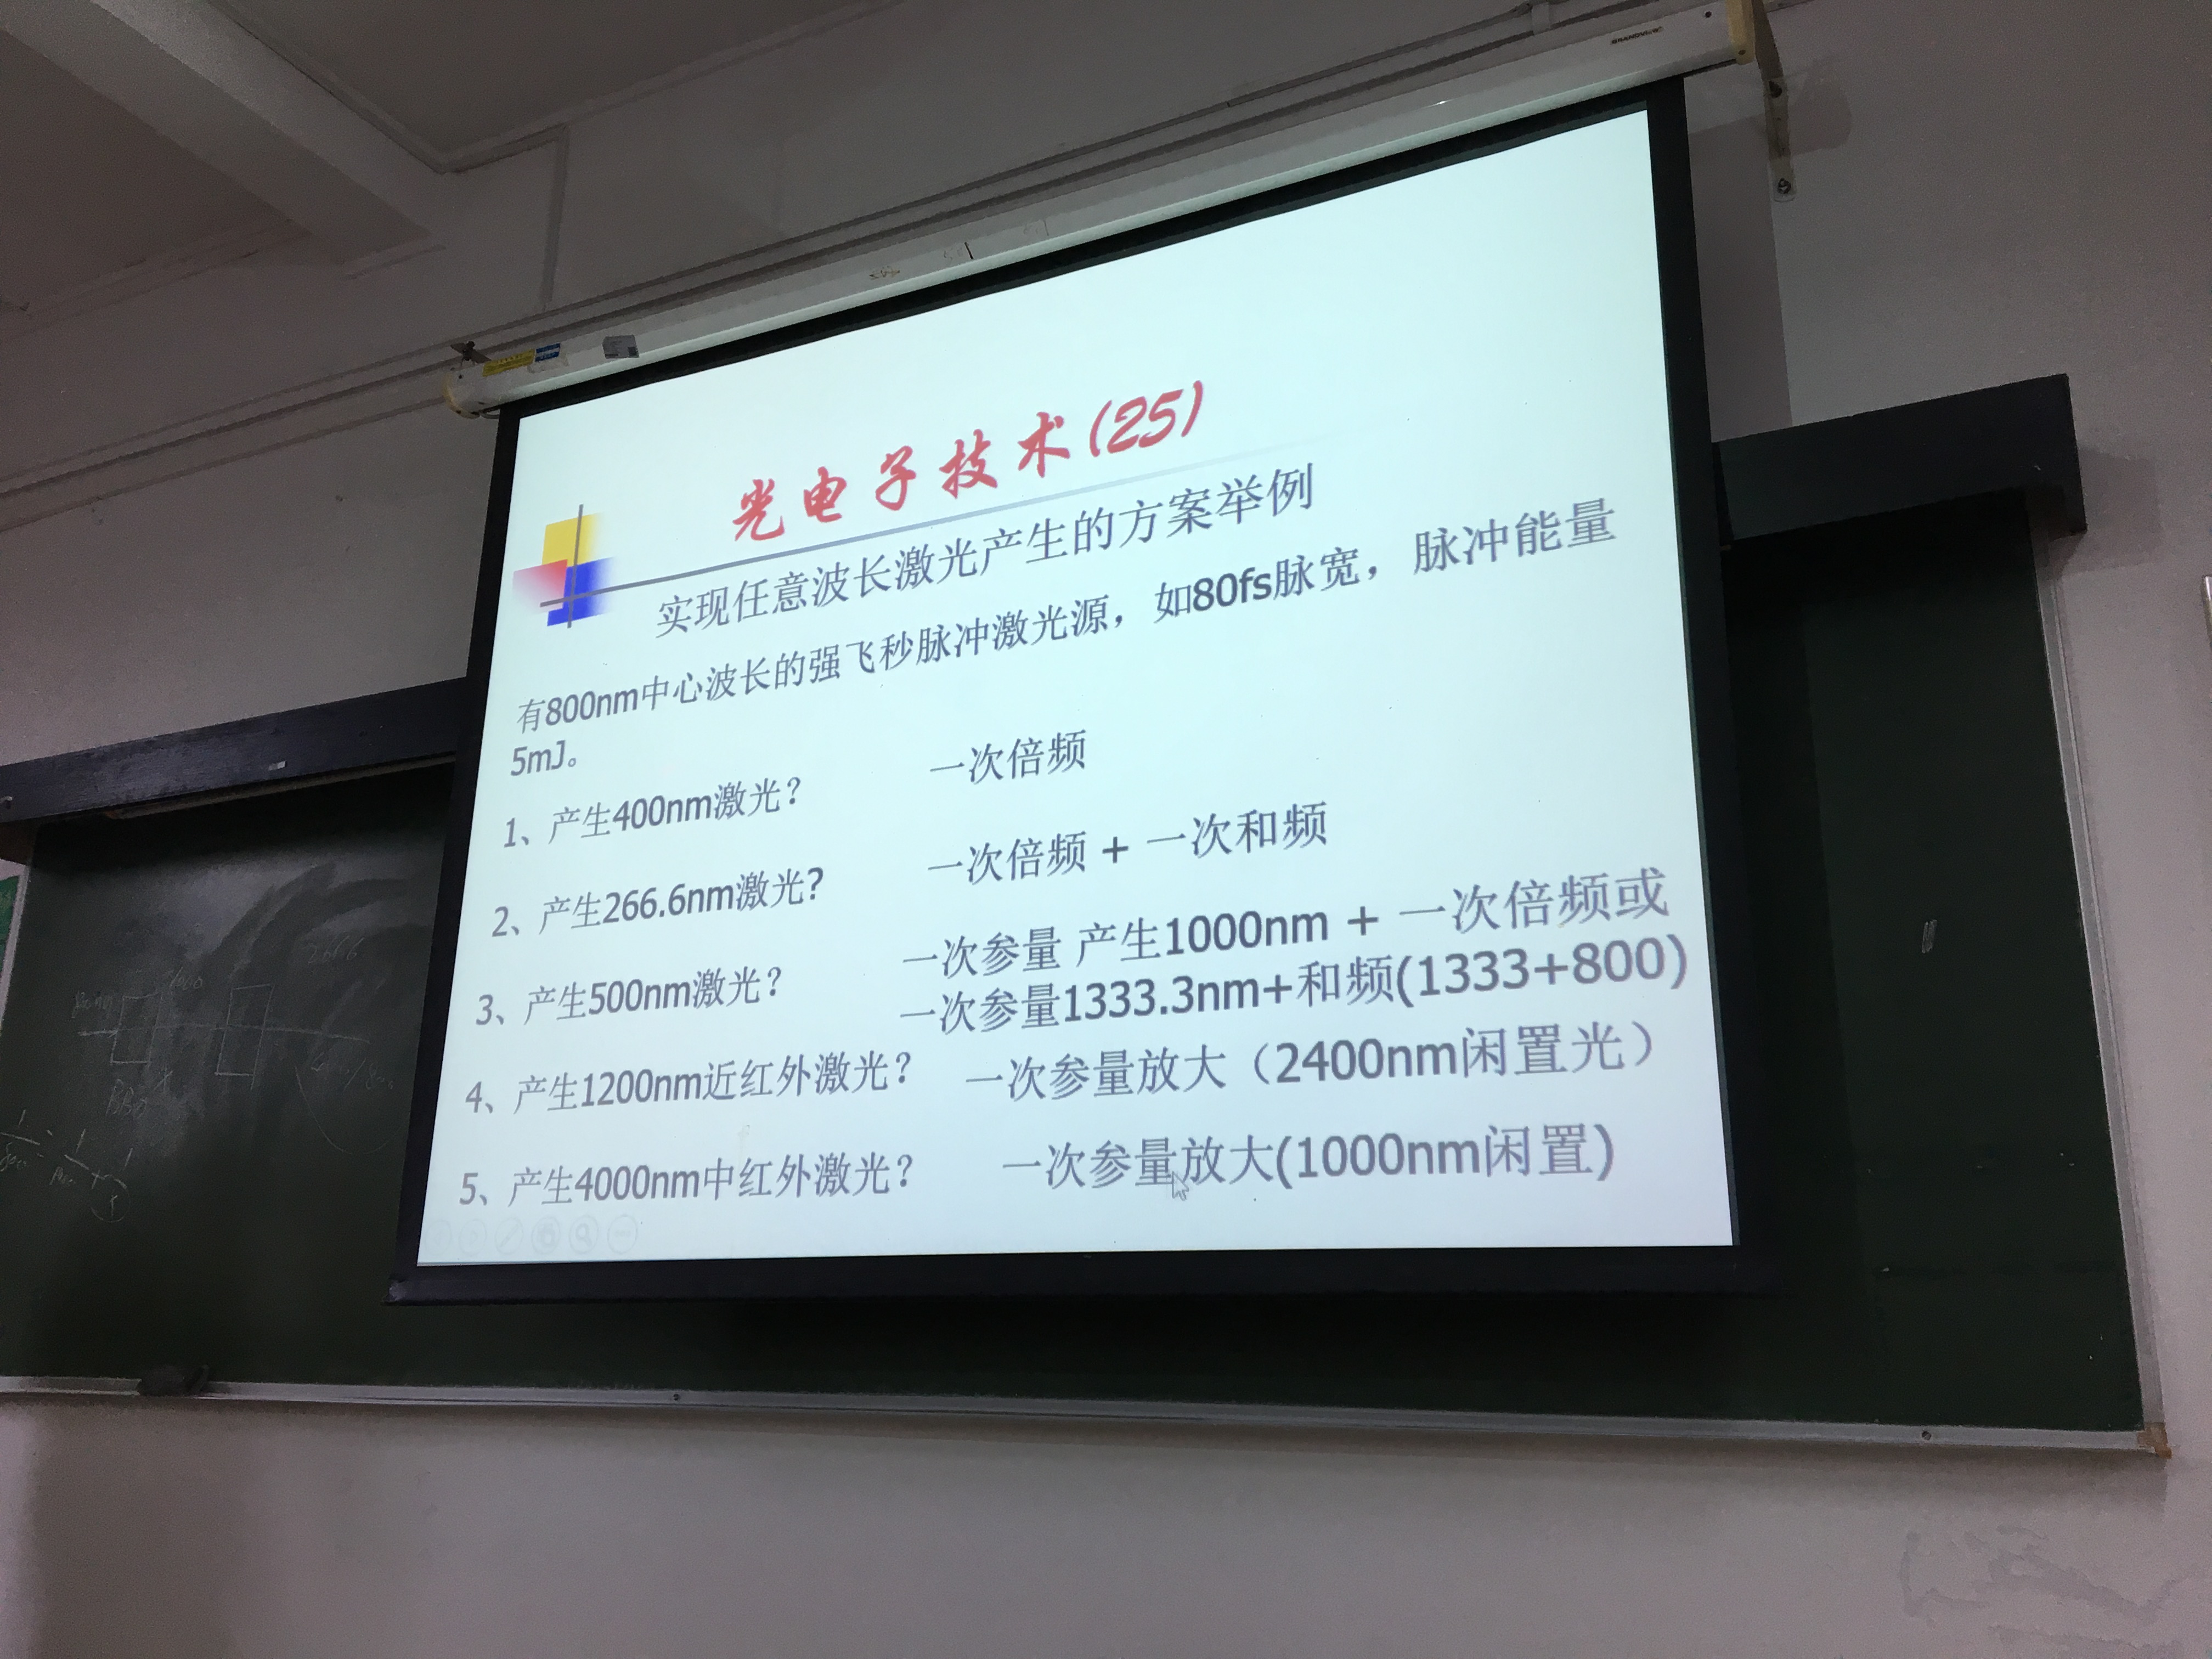 GRANDVIEW
光电子技术(25)
实现任意波长激光产生的方案举例
有800nm中心波长的强飞秒脉冲激光源，如80fs脉宽，脉冲能量
5mJ。
1、产生400nm激光？ 一次倍频
2、产生266.6nm激光? 一次倍频 + 一次和频
3、产生500nm激光？ 一次参量 产生1000nm + 一次倍频或
一次参量1333.3nm+和频(1333+800)
4、产生1200nm近红外激光？ 一次参量放大（2400nm闲置光）
5、产生4000nm中红外激光？ 一次参量放大(1000nm闲置)